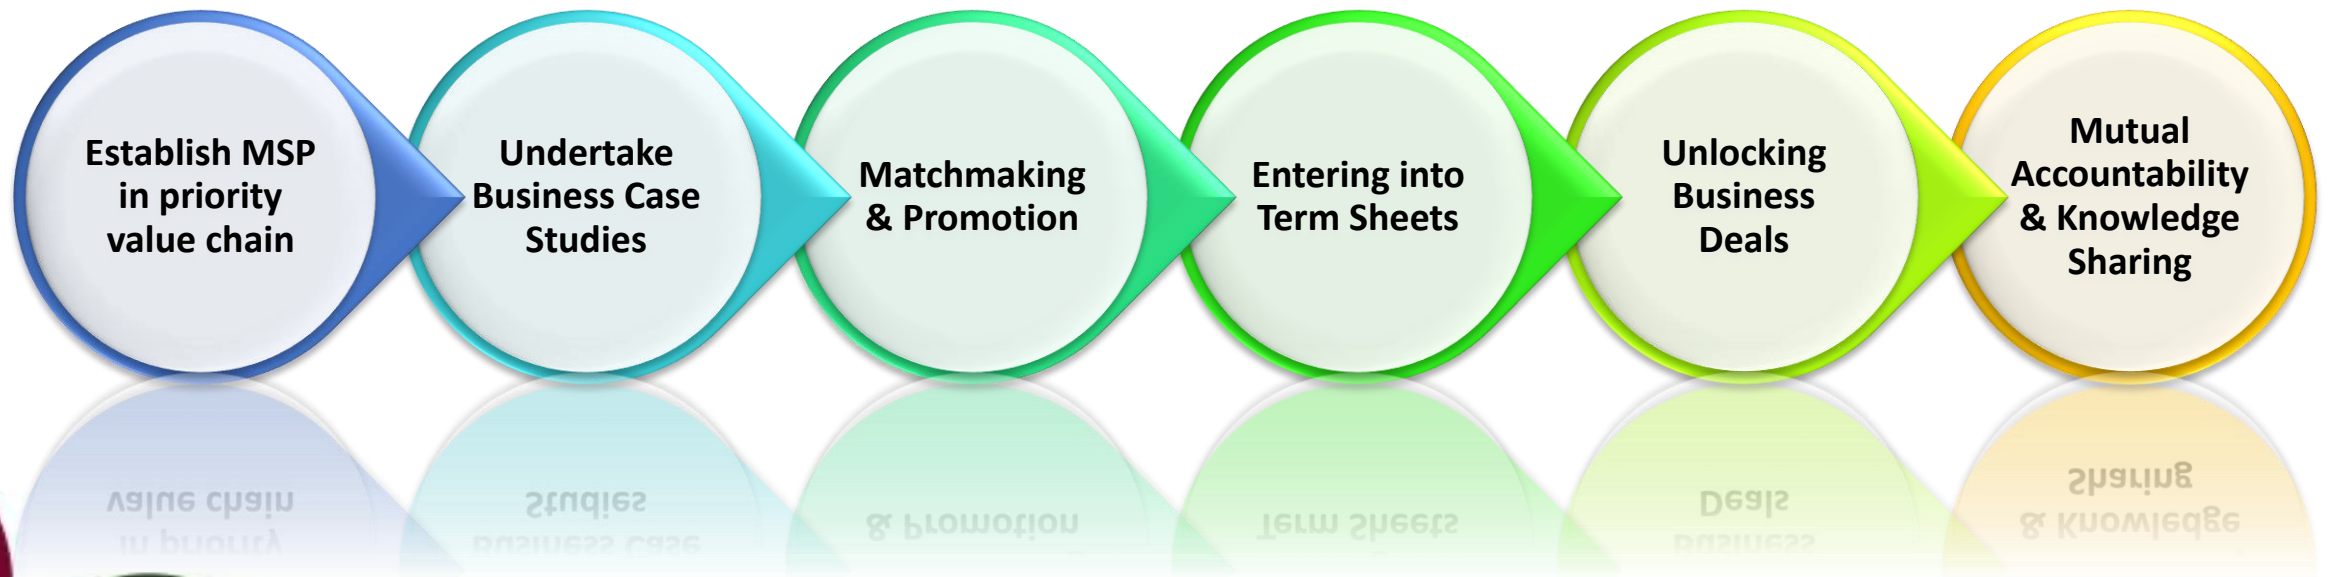 Establish MSP
in priority
value chain
Undertake
Business Case
Studies
Matchmaking
& Promotion
Entering into
Term Sheets
Unlocking
Business
Deals
Mutual
Accountability
& Knowledge
Sharing